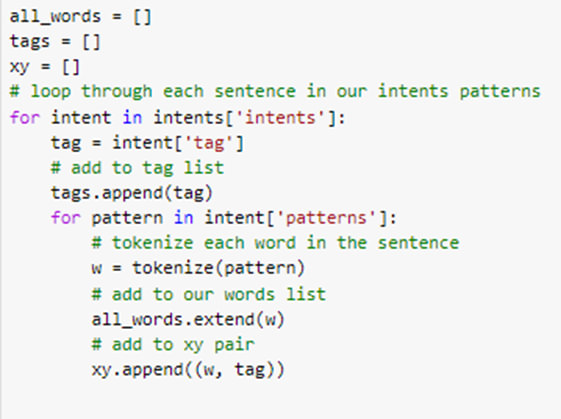 all_words = []
tags = []
xy = []
# loop through each sentence in our intents patterns
for intent in intents['intents']:
    tag = intent['tag']
    # add to tag list
    tags.append(tag)
    for pattern in intent['patterns']:
        # tokenize each word in the sentence
        w = tokenize(pattern)
        # add to our words list
        all_words.extend(w)
        # add to xy pair
        xy.append((w, tag))